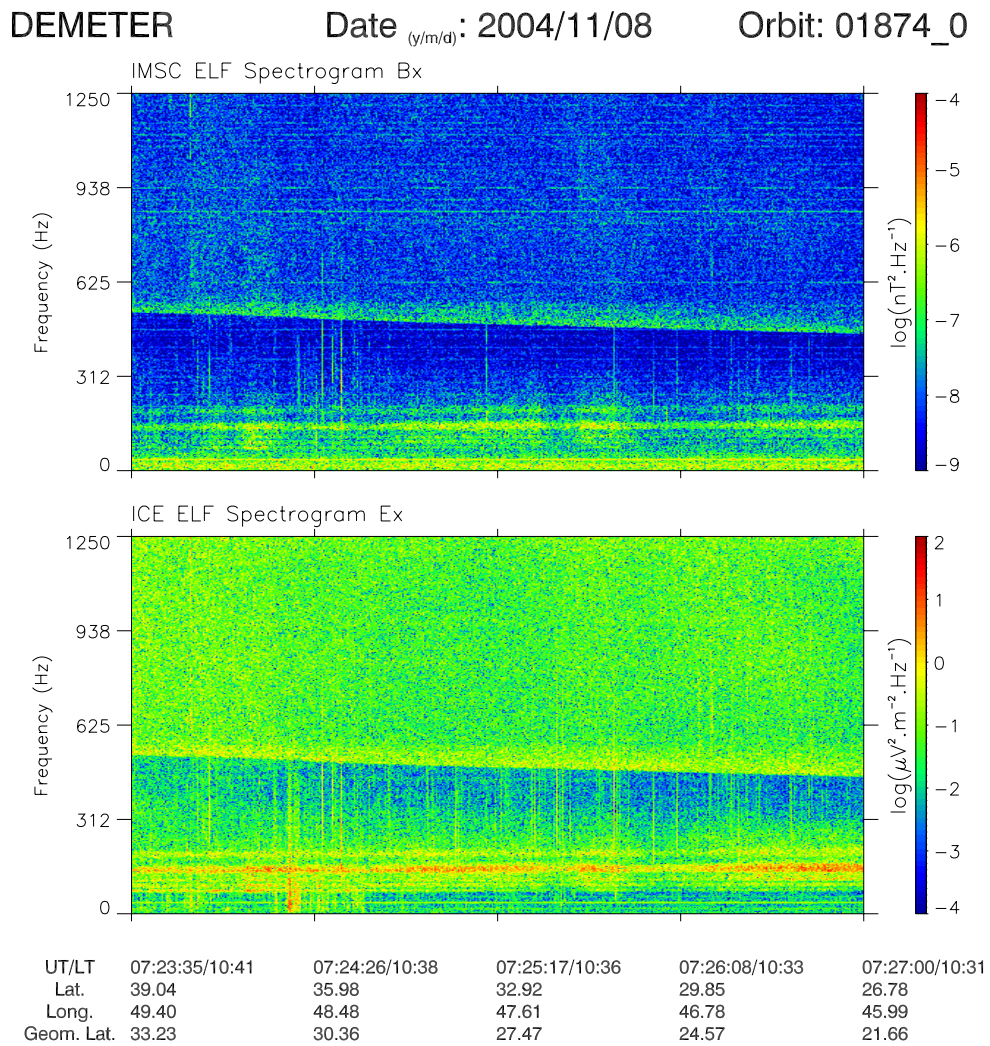 DEMETER Date (y/m/d): 2004/11/08 Orbit: 01874_0
IMSC ELF Spectrogram Bx
1250
938
625
312
0
Frequency (Hz)
-4
-5
-6
-7
-8
-9
log(nT².Hz⁻¹)
ICE ELF Spectrogram Ex
1250
938
625
312
0
Frequency (Hz)
2
1
0
-1
-2
-3
-4
log(μV².m⁻².Hz⁻¹)
UT/LT 07:23:35/10:41 07:24:26/10:38 07:25:17/10:36 07:26:08/10:33 07:27:00/10:31
Lat. 39.04 35.98 32.92 29.85 26.78
Long. 49.40 48.48 47.61 46.78 45.99
Geom. Lat. 33.23 30.36 27.47 24.57 21.66